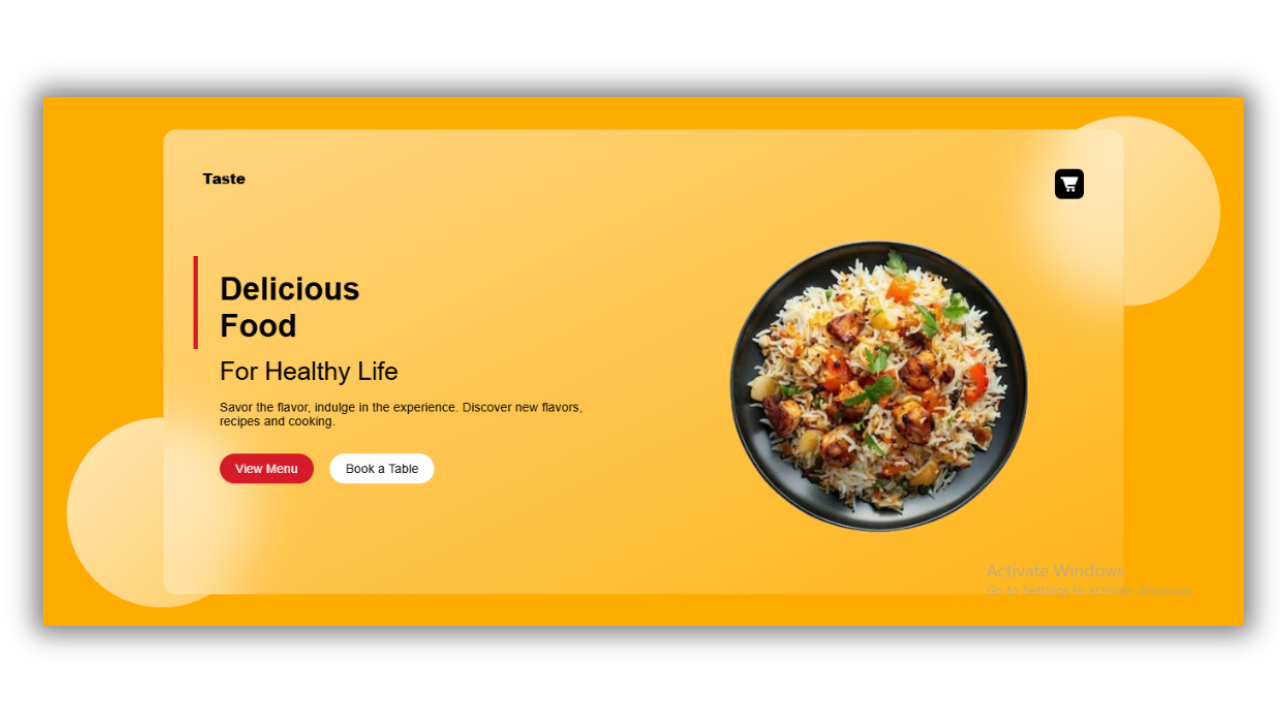 Taste
Delicious
Food
For Healthy Life
Savor the flavor, indulge in the experience. Discover new flavors,
recipes and cooking.
View Menu
Book a Table
Activate Windows
Go to Settings to activate Windows.